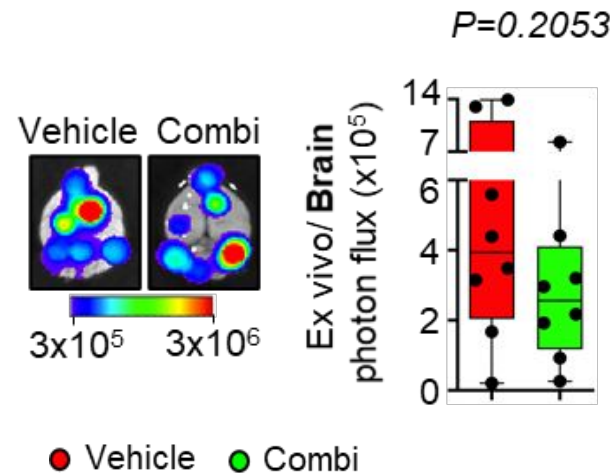 P=0.2053
Vehicle Combi
3x10⁵ 3x10⁶
Ex vivo/ Brain
photon flux (x10⁵)
14
7
6
4
2
0
Vehicle Combi